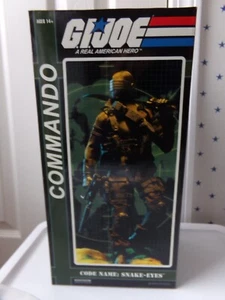 AGES 14+
G.I.JOE
A REAL AMERICAN HERO
COMMANDO
CODE NAME: SNAKE-EYES